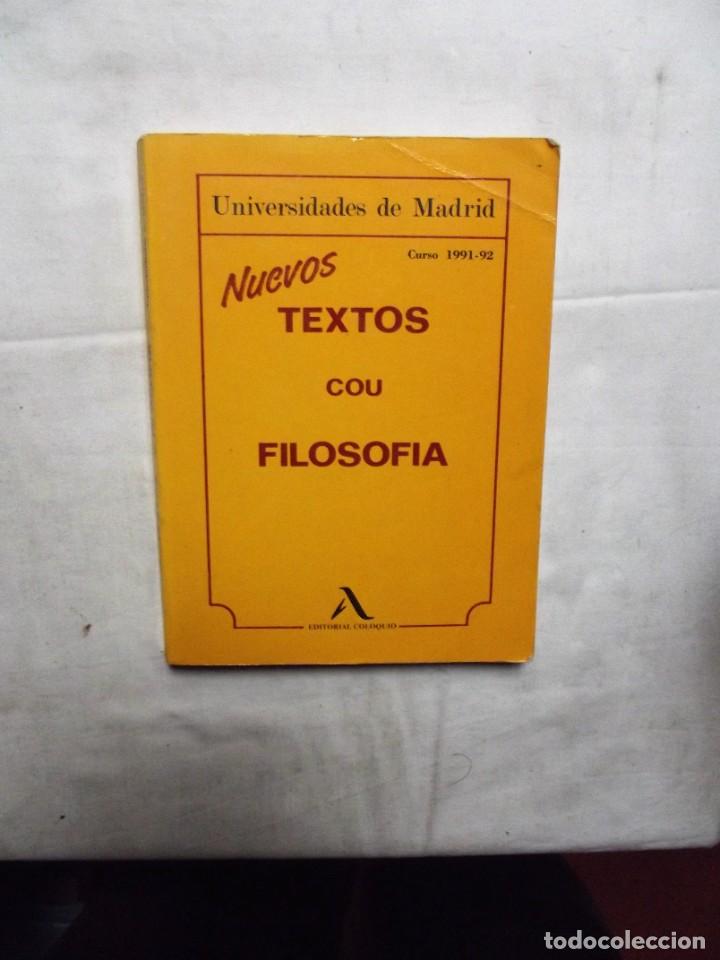 Universidades de Madrid
Curso 1991-92
Nuevos
TEXTOS
COU
FILOSOFIA
EDITORIAL COLOQUIO
todocoleccion